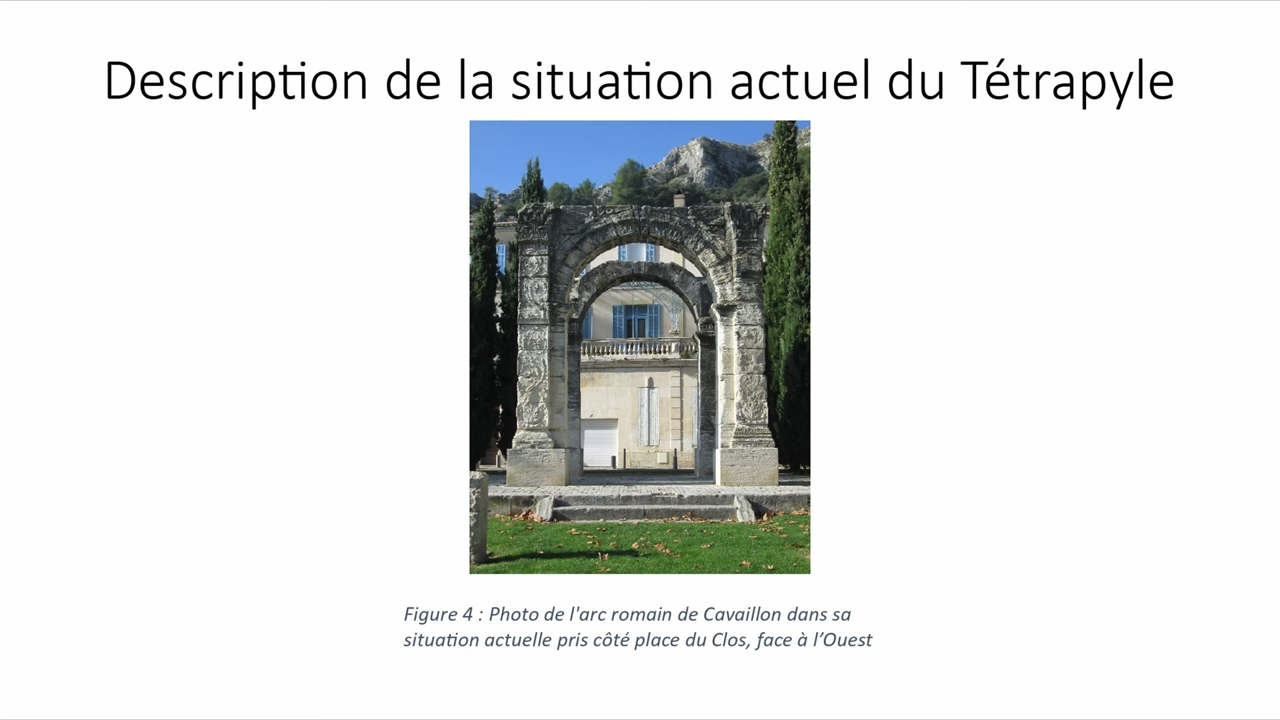 Description de la situation actuel du Tétrapyle
Figure 4 : Photo de l'arc romain de Cavaillon dans sa
situation actuelle pris côté place du Clos, face à l’Ouest